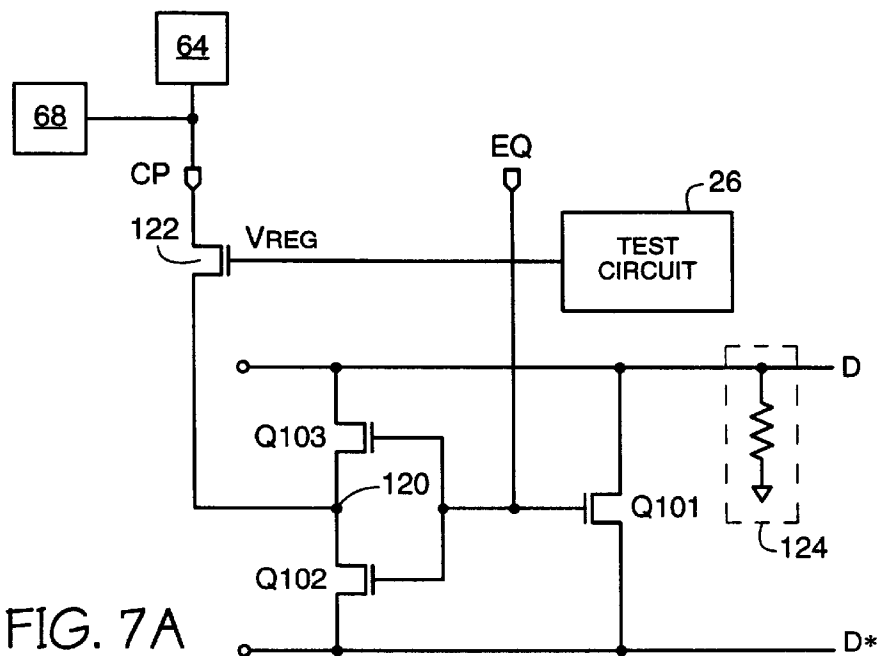 64
68
CP
EQ
26
122
VREG
TEST
CIRCUIT
D
Q103
120
Q101
124
Q102
FIG. 7A
D*